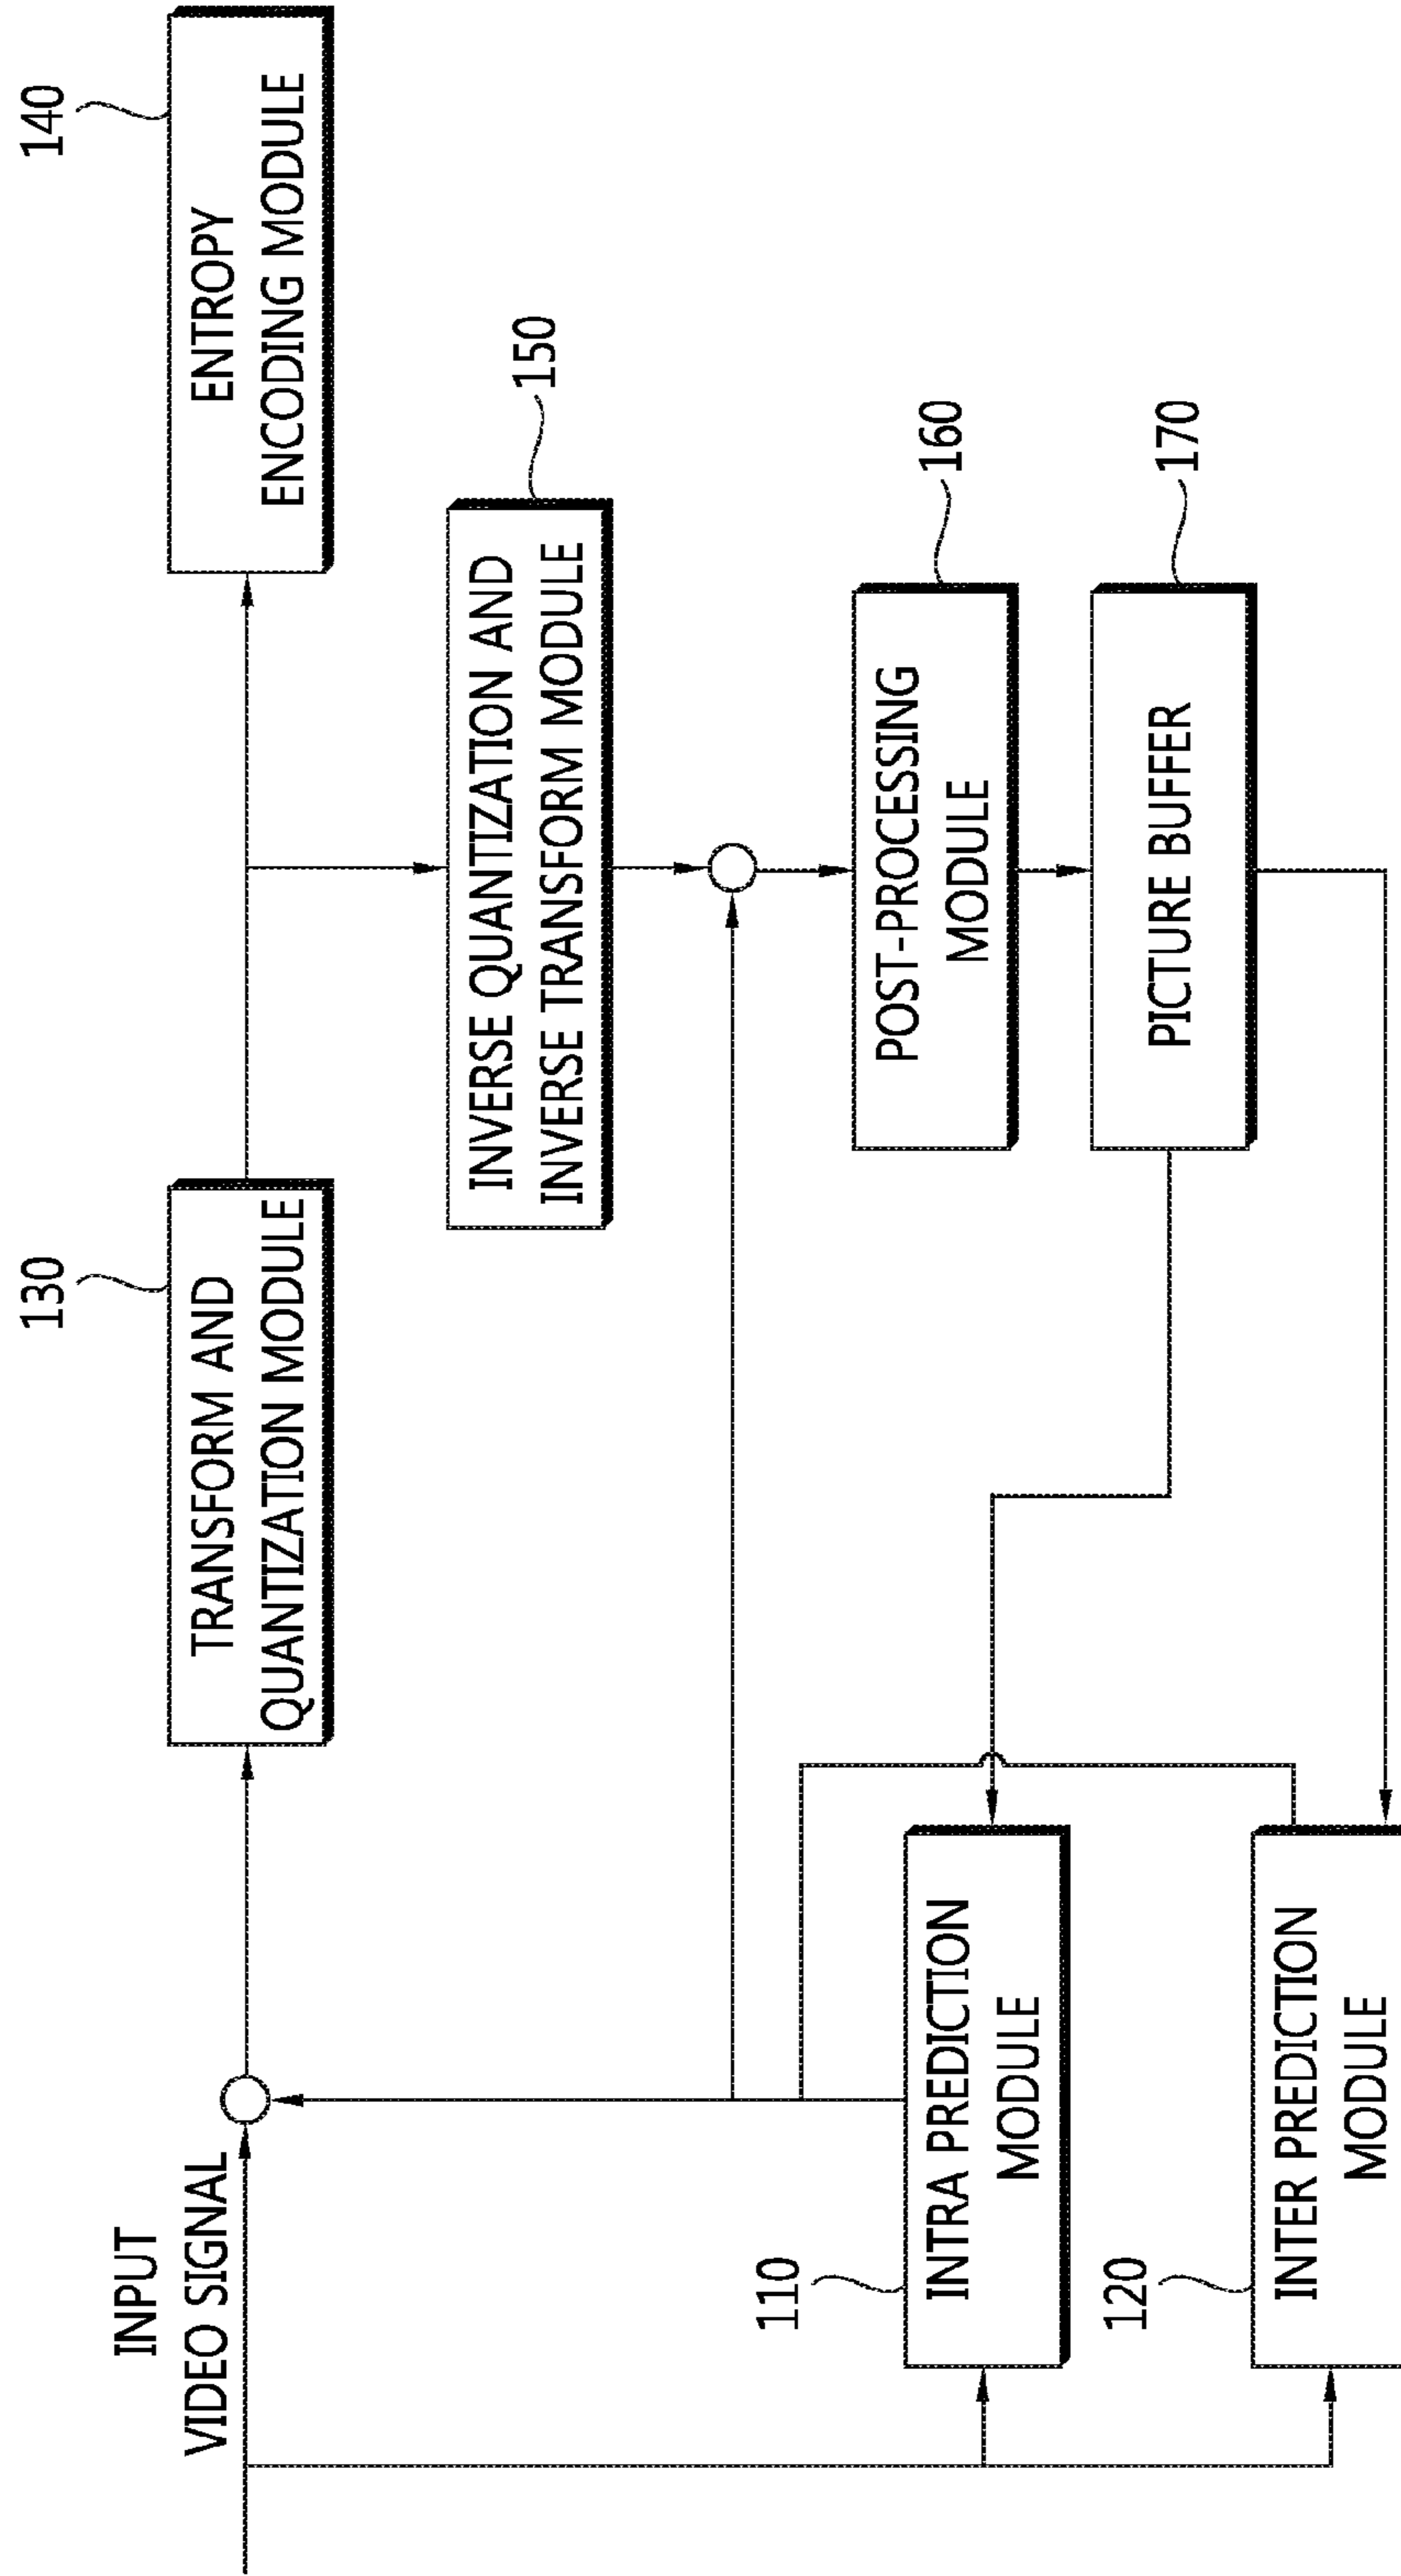 INPUT
VIDEO SIGNAL
130
TRANSFORM AND
QUANTIZATION MODULE
140
ENTROPY
ENCODING MODULE
150
INVERSE QUANTIZATION AND
INVERSE TRANSFORM MODULE
110
INTRA PREDICTION
MODULE
160
POST-PROCESSING
MODULE
170
PICTURE BUFFER
120
INTER PREDICTION
MODULE